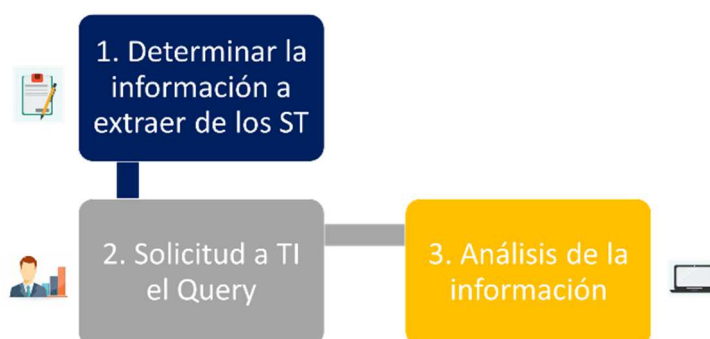 1. Determinar la
información a
extraer de los ST
2. Solicitud a TI
el Query
3. Análisis de la
información